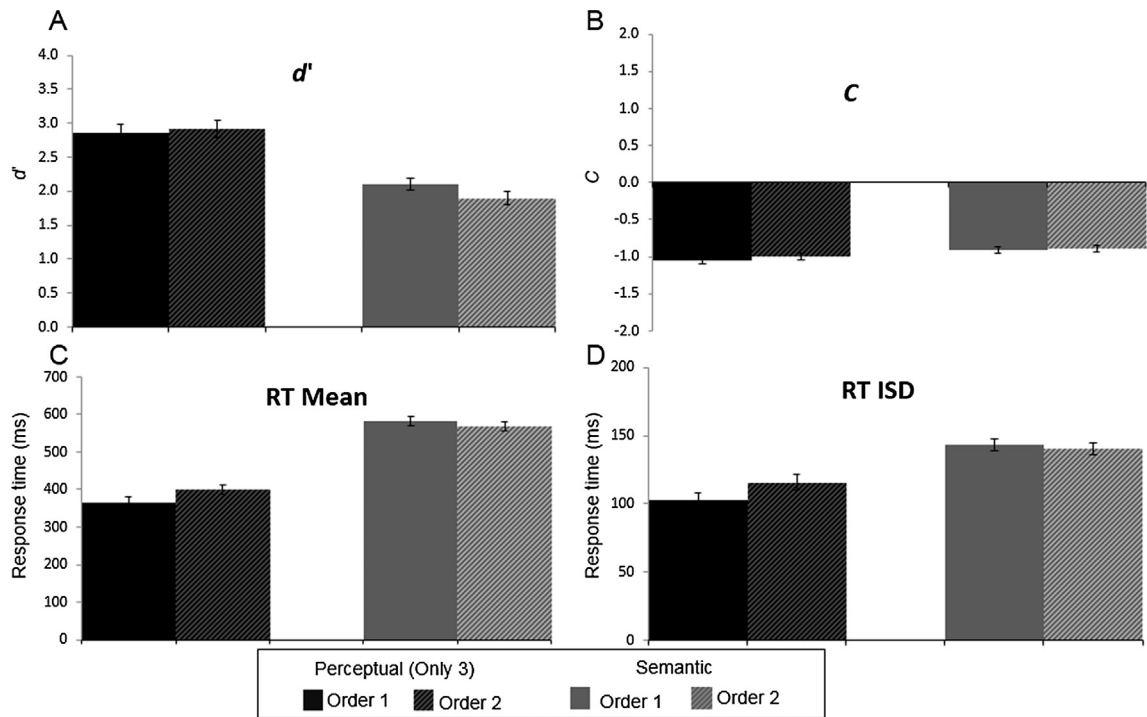 A
d'
d'
4.0
3.5
3.0
2.5
2.0
1.5
1.0
0.5
0.0
B
C
C
2.0
1.5
1.0
0.5
0.0
-0.5
-1.0
-1.5
-2.0
C
RT Mean
Response time (ms)
700
600
500
400
300
200
100
0
D
RT ISD
Response time (ms)
200
150
100
50
0
Perceptual (Only 3) Semantic
Order 1 Order 2 Order 1 Order 2